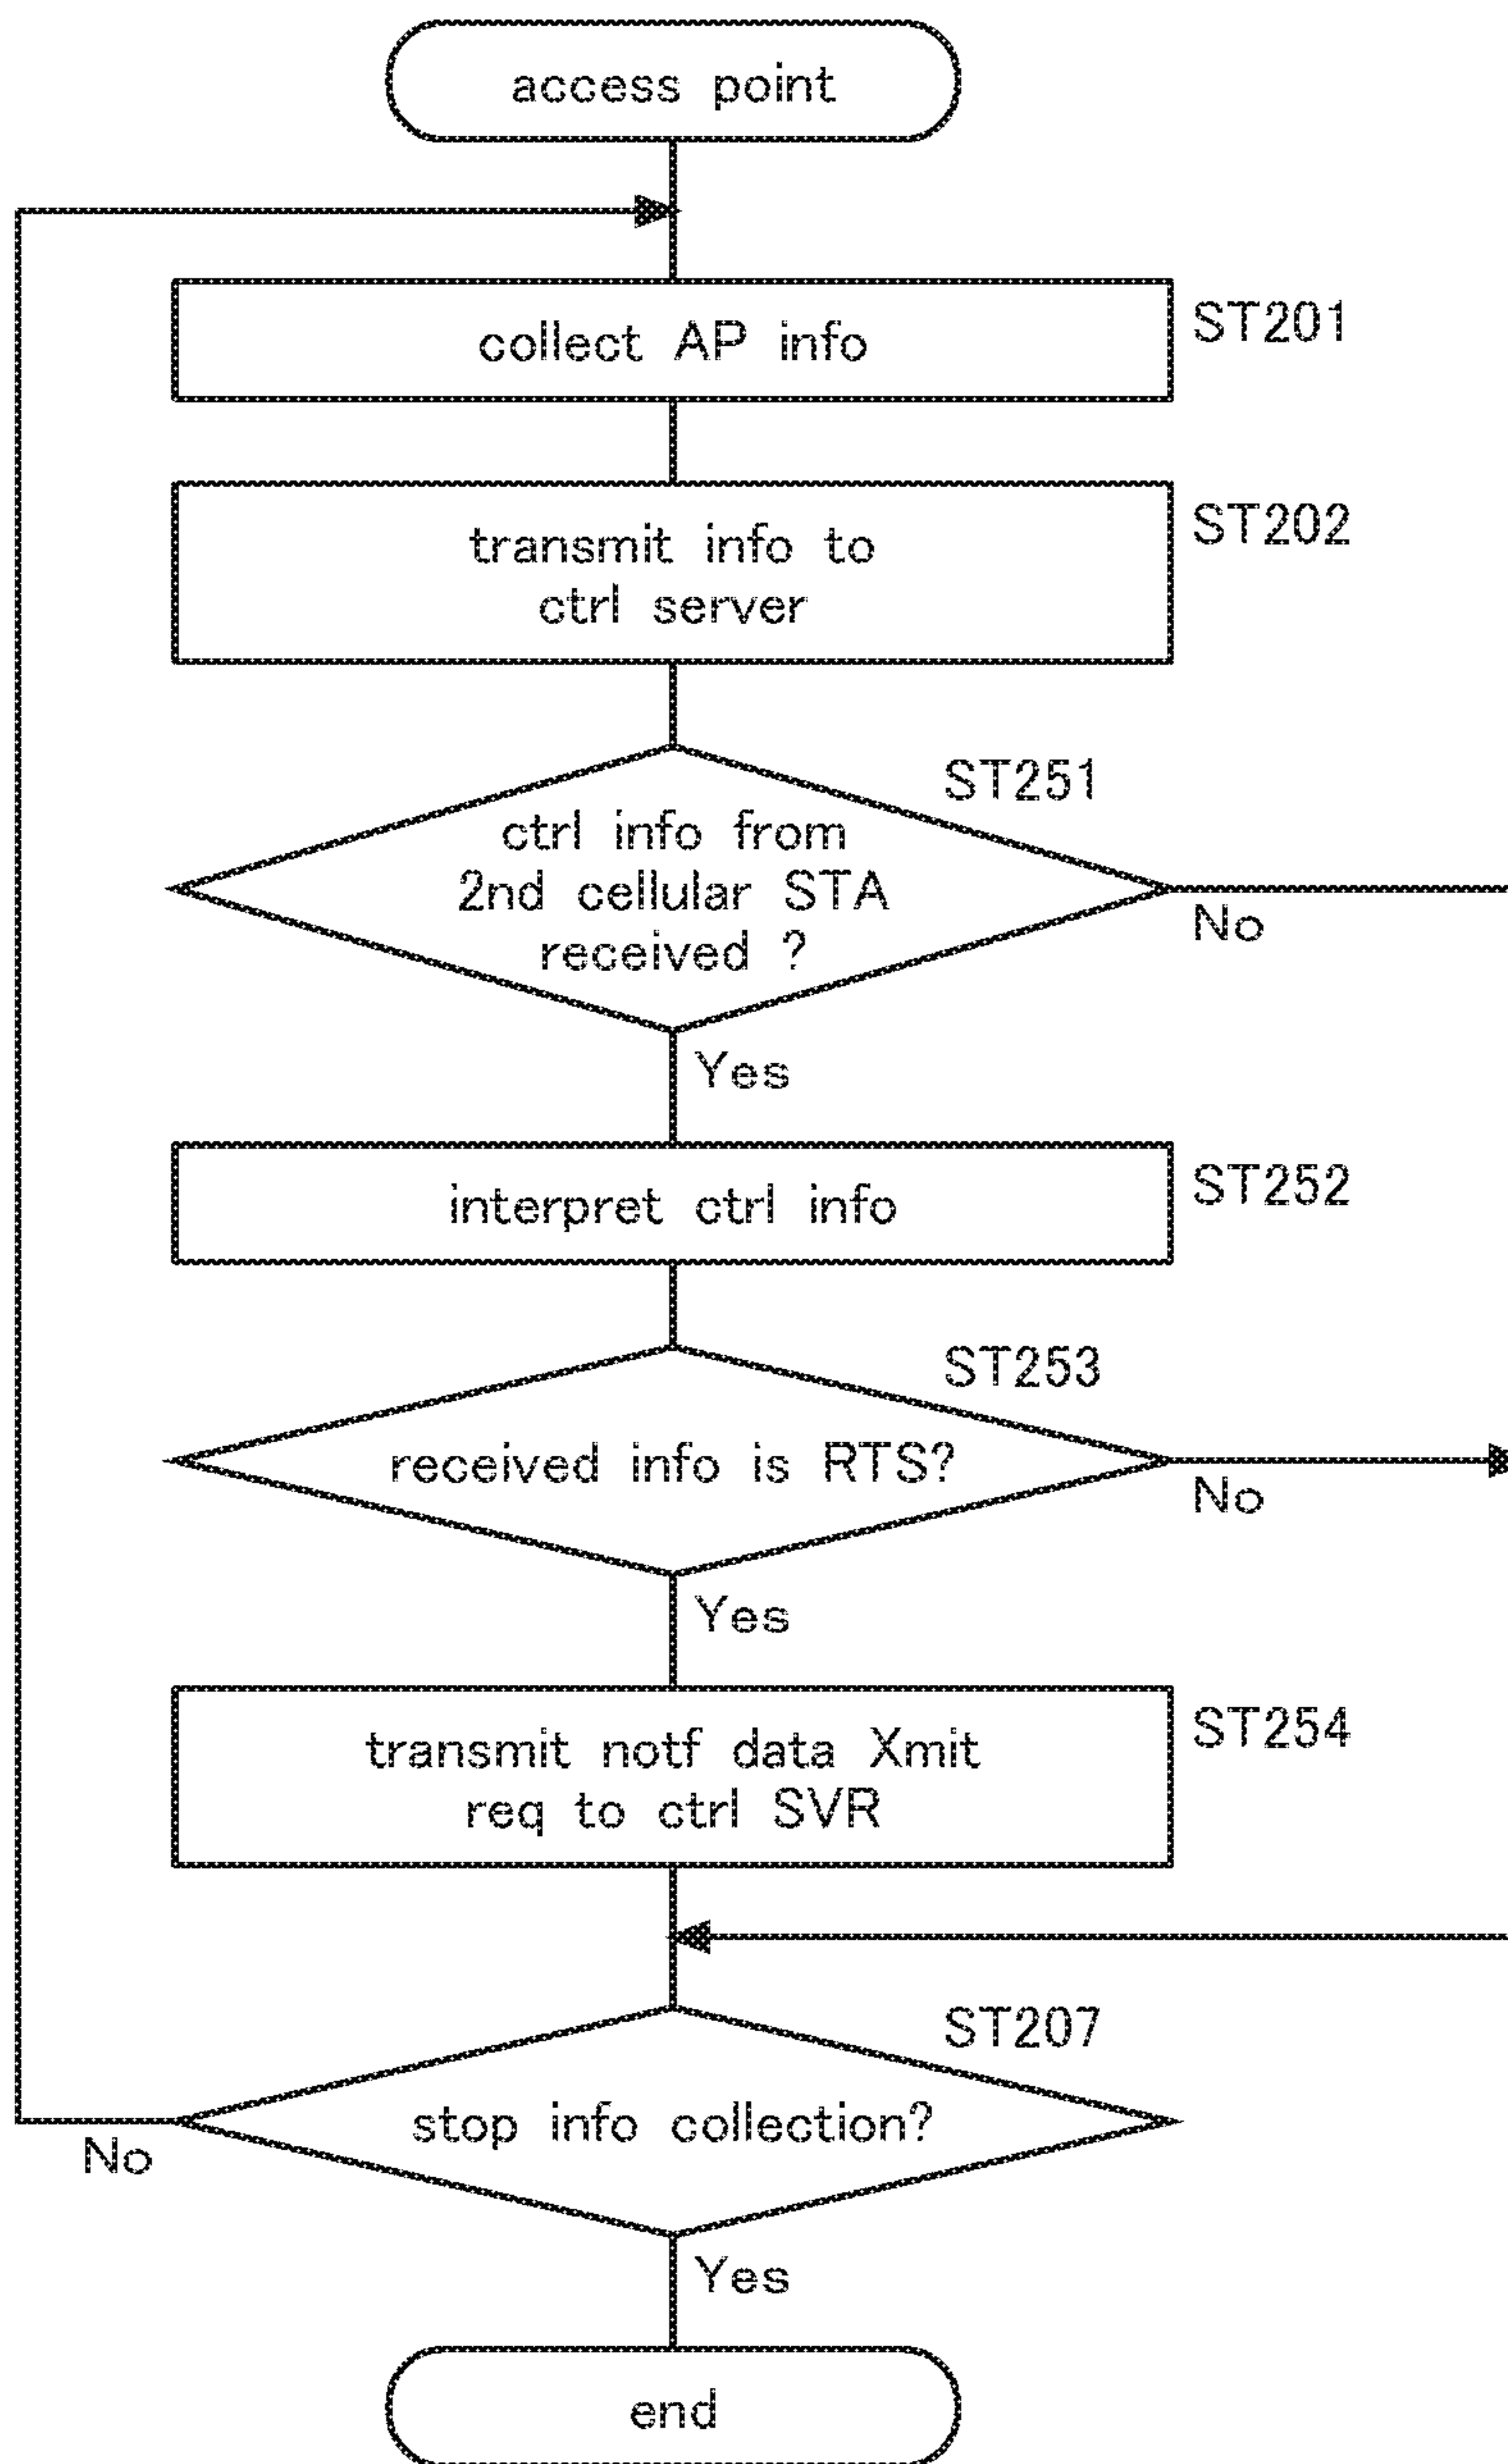 access point
collect AP info
ST201
transmit info to
ctrl server
ST202
ST251
ctrl info from
2nd cellular STA
received ?
No
Yes
interpret ctrl info
ST252
ST253
received info is RTS?
No
Yes
transmit notf data Xmit
req to ctrl SVR
ST254
ST207
stop info collection?
No
Yes
end